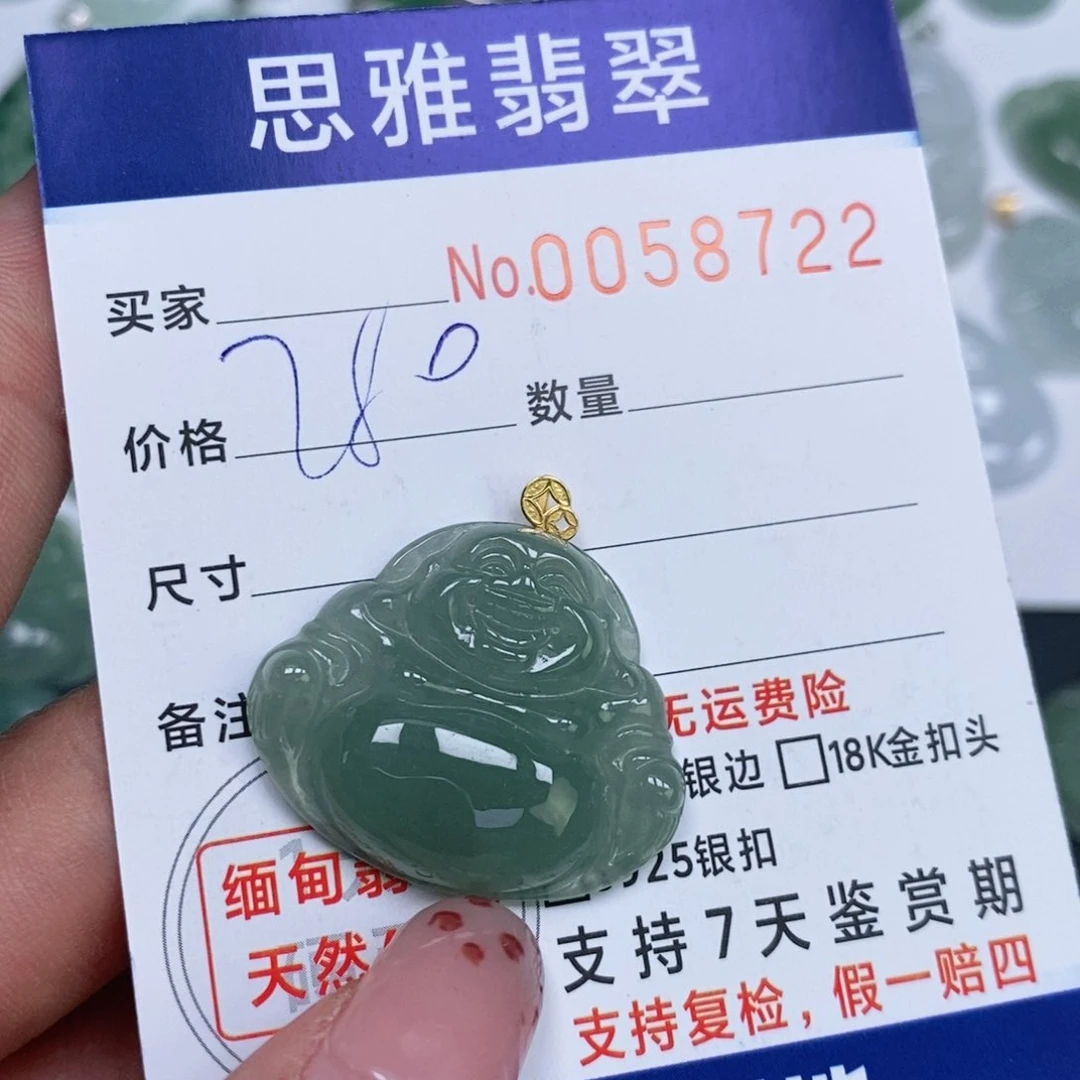 思雅翡翠
买家 No.0058722
价格 280 数量
尺寸
备注
无运费险
银边 □18K金扣头
25银扣
缅甸翡
天然
支持7天鉴赏期
支持复检，假一赔四